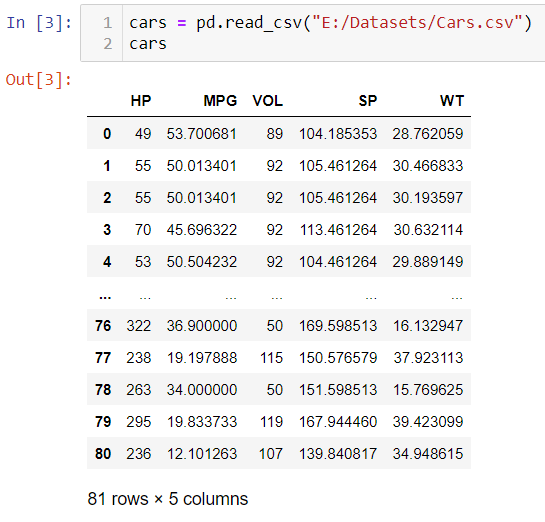 In [3]: 1 cars = pd.read_csv("E:/Datasets/Cars.csv")
2 cars
Out[3]:
HP MPG VOL SP WT
0 49 53.700681 89 104.185353 28.762059
1 55 50.013401 92 105.461264 30.466833
2 55 50.013401 92 105.461264 30.193597
3 70 45.696322 92 113.461264 30.632114
4 53 50.504232 92 104.461264 29.889149
... ... ... ... ... ...
76 322 36.900000 50 169.598513 16.132947
77 238 19.197888 115 150.576579 37.923113
78 263 34.000000 50 151.598513 15.769625
79 295 19.833733 119 167.944460 39.423099
80 236 12.101263 107 139.840817 34.948615
81 rows × 5 columns